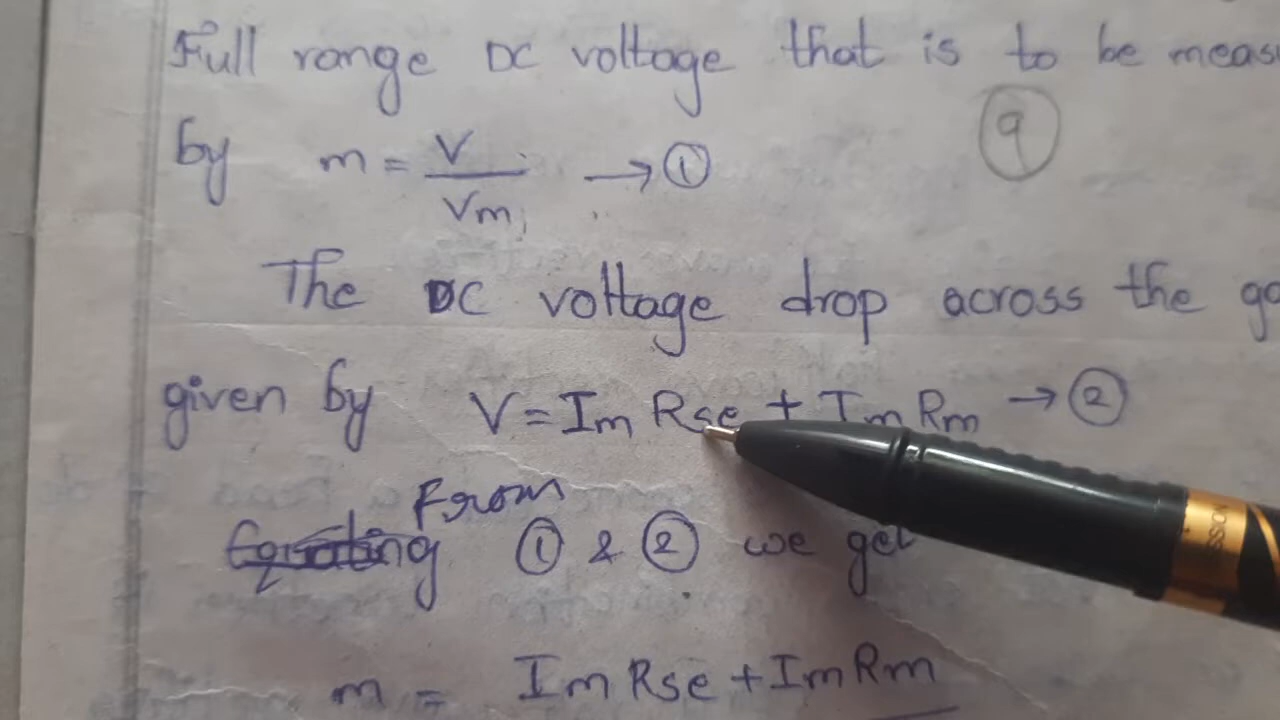 Full range DC voltage that is to be meas
9
by m = V / Vm → 1
The DC voltage drop across the ga
given by V = Im Rse + Im Rm → 2
From
1 & 2 we get
m = Im Rse + Im Rm